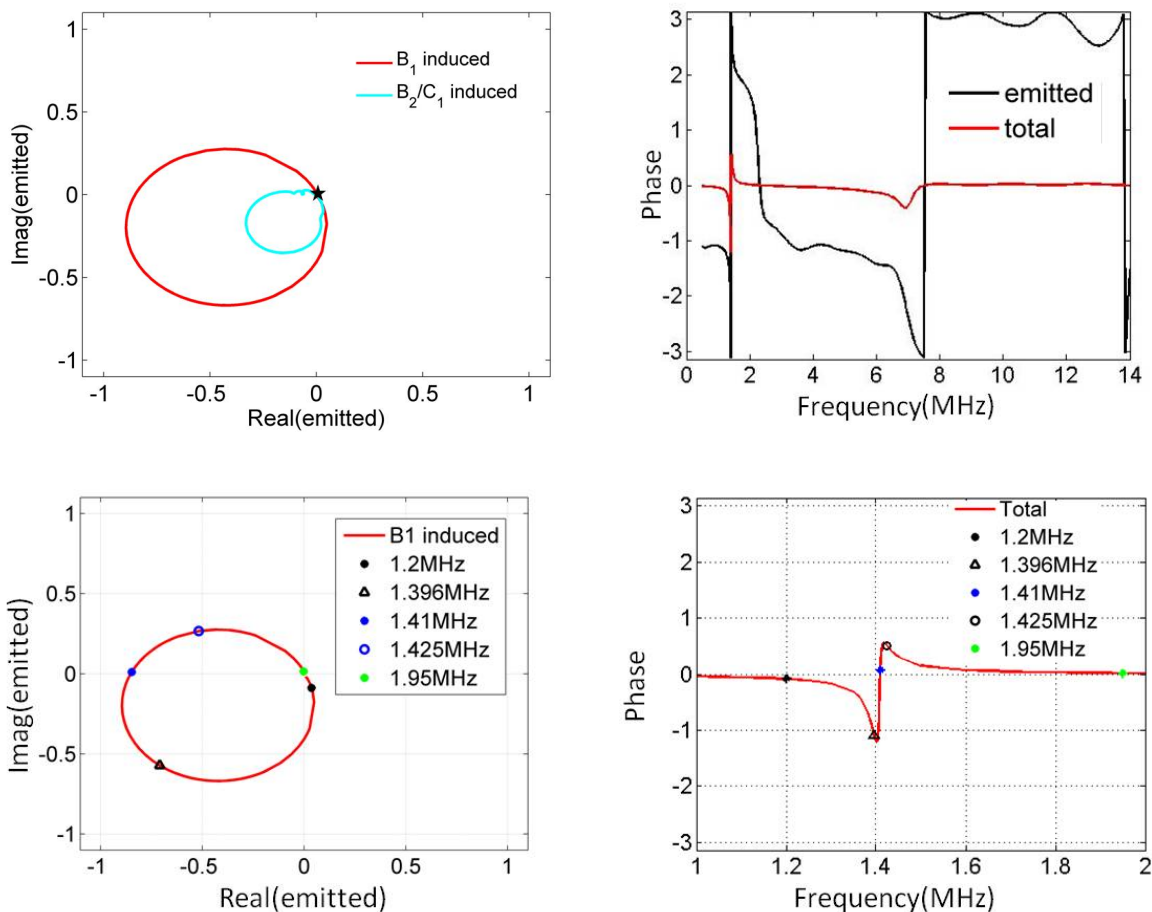 1
0.5
0
-0.5
-1
-1
-0.5
0
0.5
1
Imag(emitted)
Real(emitted)
B1 induced
B2/C1 induced
3
2
1
0
-1
-2
-3
0
2
4
6
8
10
12
14
Phase
Frequency(MHz)
emitted
total
1
0.5
0
-0.5
-1
-1
-0.5
0
0.5
1
Imag(emitted)
Real(emitted)
B1 induced
1.2MHz
1.396MHz
1.41MHz
1.425MHz
1.95MHz
3
2
1
0
-1
-2
-3
1
1.2
1.4
1.6
1.8
2
Phase
Frequency(MHz)
Total
1.2MHz
1.396MHz
1.41MHz
1.425MHz
1.95MHz